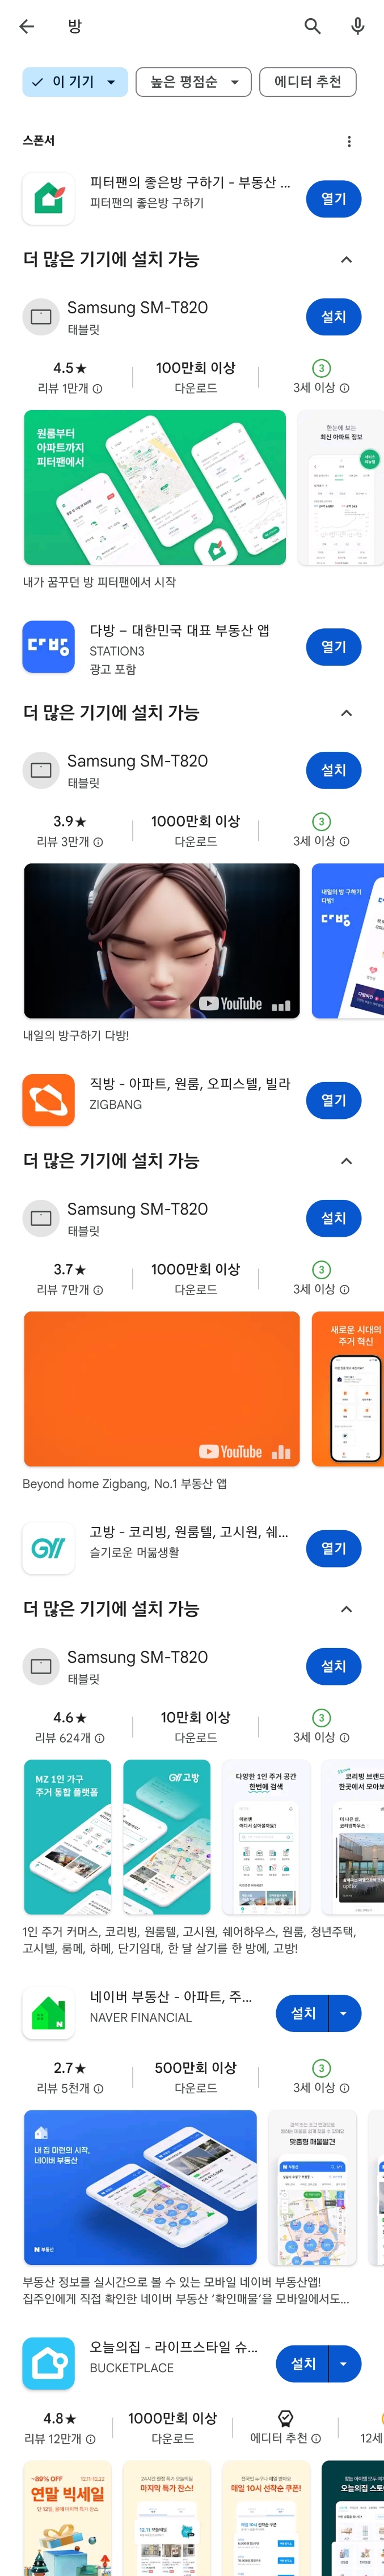 방
이 기기
높은 평점순
에디터 추천
스폰서
피터팬의 좋은방 구하기 - 부동산 ...
피터팬의 좋은방 구하기
열기
더 많은 기기에 설치 가능
Samsung SM-T820
태블릿
설치
4.5★
리뷰 1만개
100만회 이상
다운로드
3
3세 이상
원룸부터
아파트까지
피터팬에서
한눈에 보는
최신 아파트 정보
내가 꿈꾸던 방 피터팬에서 시작
다방
다방 – 대한민국 대표 부동산 앱
STATION3
광고 포함
열기
더 많은 기기에 설치 가능
Samsung SM-T820
태블릿
설치
3.9★
리뷰 3만개
1000만회 이상
다운로드
3
3세 이상
YouTube
내일의 방 구하기
다방!
다방
내일의 방구하기 다방!
직방 - 아파트, 원룸, 오피스텔, 빌라
ZIGBANG
열기
더 많은 기기에 설치 가능
Samsung SM-T820
태블릿
설치
3.7★
리뷰 7만개
1000만회 이상
다운로드
3
3세 이상
YouTube
새로운 시대의
주거 혁신
Beyond home Zigbang, No.1 부동산 앱
고방 - 코리빙, 원룸텔, 고시원, 쉐...
슬기로운 머묾생활
열기
더 많은 기기에 설치 가능
Samsung SM-T820
태블릿
설치
4.6★
리뷰 624개
10만회 이상
다운로드
3
3세 이상
MZ 1인 가구
주거 통합 플랫폼
고방
다양한 1인 주거 공간
한번에 검색
코리빙 브랜드
한곳에서 모아보
1인 주거 커머스, 코리빙, 원룸텔, 고시원, 쉐어하우스, 원룸, 청년주택,
고시텔, 룸메, 하메, 단기임대, 한 달 살기를 한 방에, 고방!
네이버 부동산 - 아파트, 주...
NAVER FINANCIAL
설치
2.7★
리뷰 5천개
500만회 이상
다운로드
3
3세 이상
내 집 마련의 시작,
네이버 부동산
N 부동산
맞춤형 매물발견
부동산 정보를 실시간으로 볼 수 있는 모바일 네이버 부동산앱!
집주인에게 직접 확인한 네이버 부동산 ‘확인매물’을 모바일에서도...
오늘의집 - 라이프스타일 슈...
BUCKETPLACE
설치
4.8★
리뷰 12만개
1000만회 이상
다운로드
에디터 추천
12세
~89% OFF
연말 빅세일
마지막 특가 찬스!
매일 10시 선착순 쿠폰!
오늘의집 스토